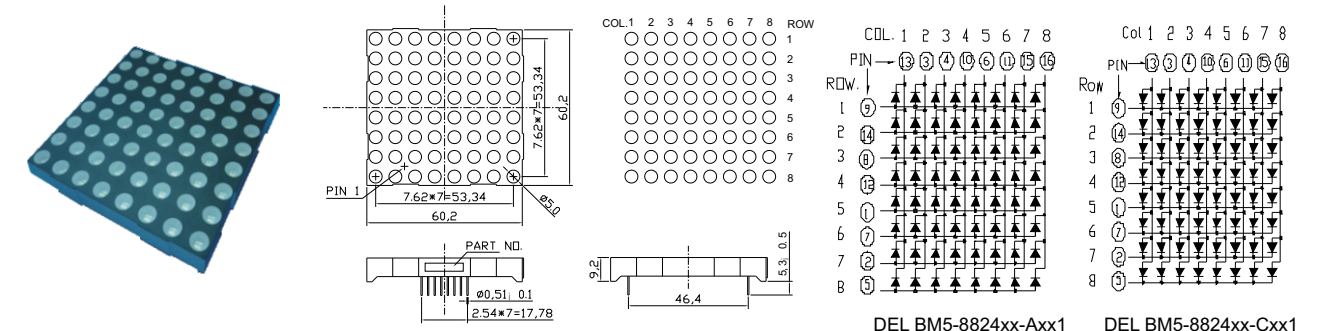 7.62*7=53,34
60,2
PIN 1
7.62*7=53,34
60,2
ø5.0
PART NO.
ø0,51¡ 0.1
2.54*7=17,78
9,2
46,4
5,3¡ 0.5
COL.1 2 3 4 5 6 7 8 ROW
1
2
3
4
5
6
7
8
COL. 1 2 3 4 5 6 7 8
PIN 13 3 4 10 6 11 15 16
ROW.
1 9
2 14
3 8
4 12
5 1
6 7
7 2
8 5
DEL BM5-8824xx-Axx1
Col 1 2 3 4 5 6 7 8
PIN 13 3 4 10 6 11 15 16
Row
1 9
2 14
3 8
4 12
5 1
6 7
7 2
8 5
DEL BM5-8824xx-Cxx1